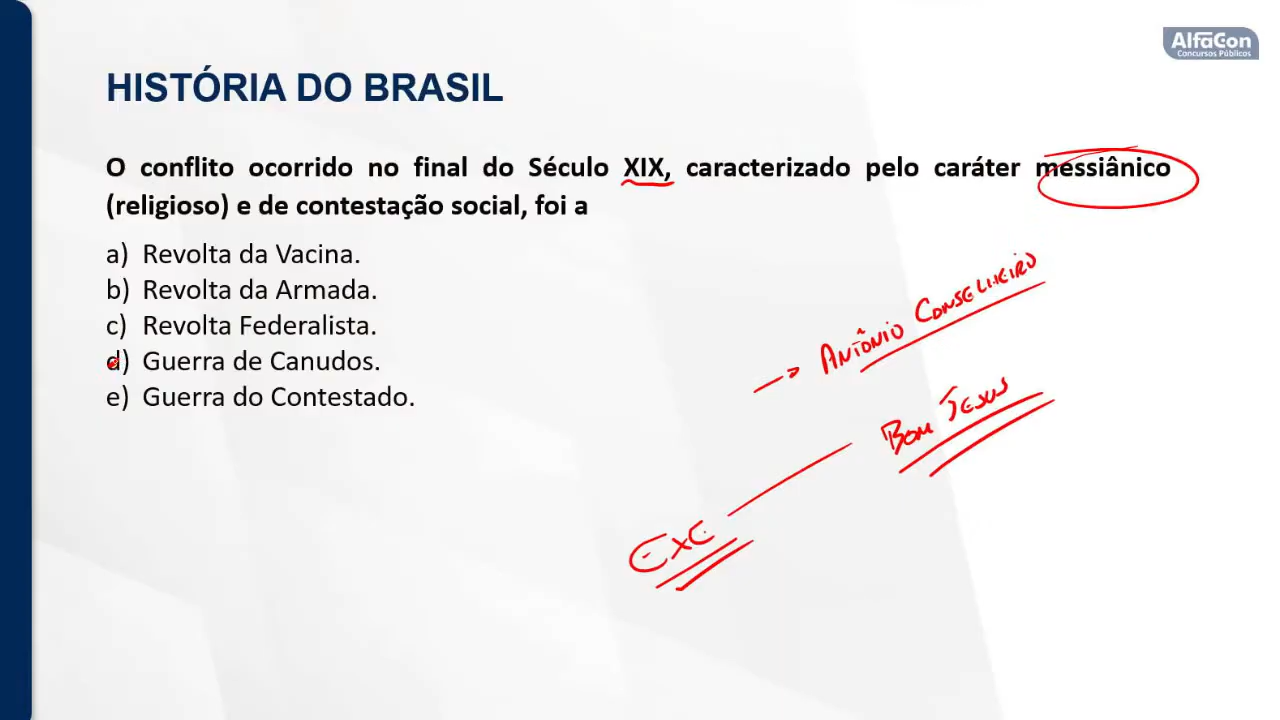 AlfaCon
Concursos Públicos
HISTÓRIA DO BRASIL
O conflito ocorrido no final do Século XIX, caracterizado pelo caráter messiânico
(religioso) e de contestação social, foi a
a) Revolta da Vacina.
b) Revolta da Armada.
c) Revolta Federalista.
d) Guerra de Canudos.
e) Guerra do Contestado.
ANTÔNIO CONSELHEIRO
BOM JESUS
EXE